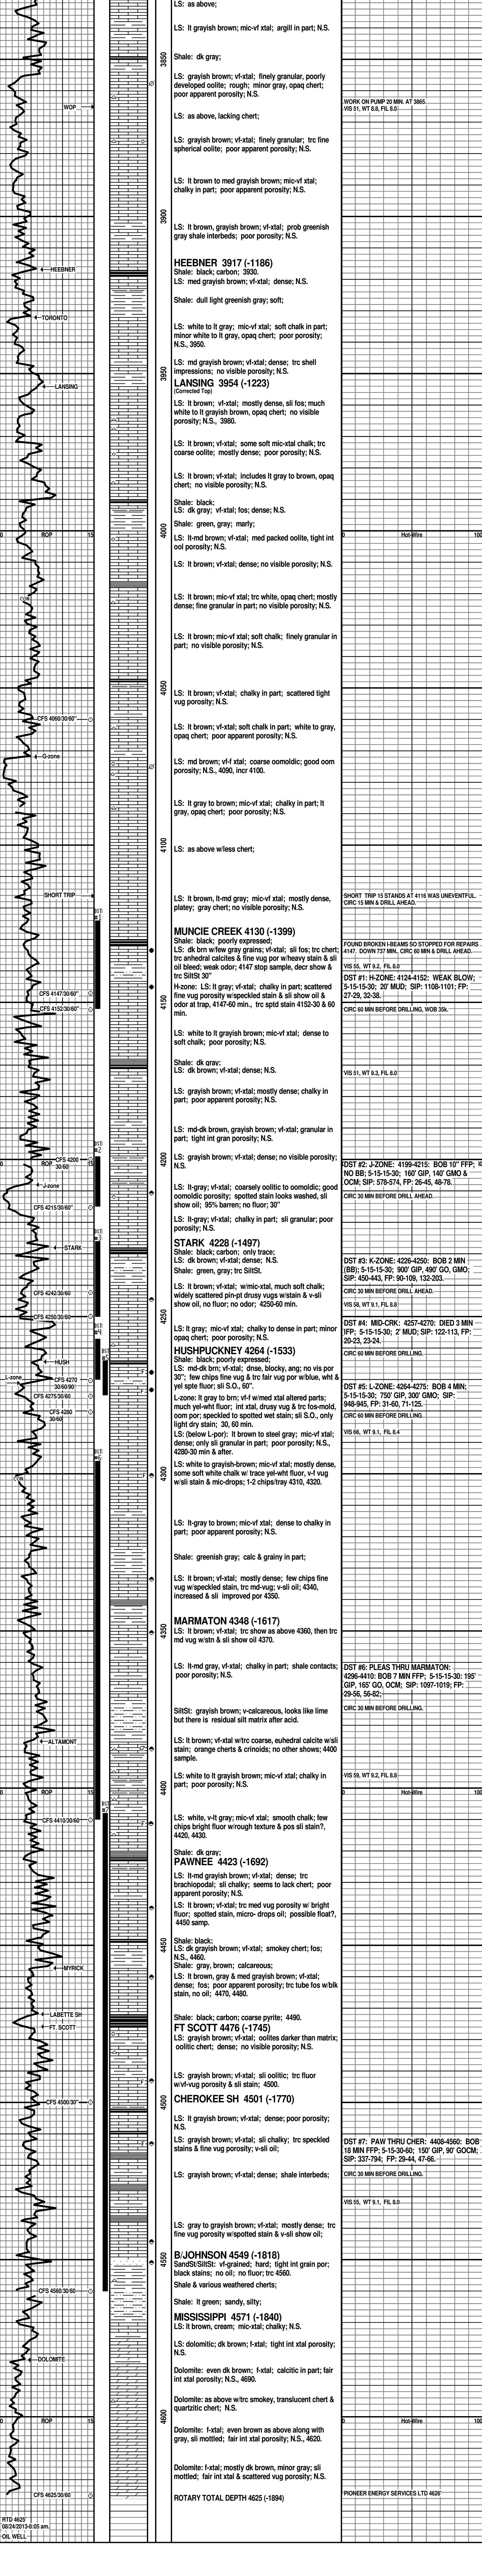 LS: as above;
LS: lt grayish brown; mic-vf xtal; argill in part; N.S.
Shale: dk gray;
3850
LS: grayish brown; vf-xtal; finely granular, poorly
developed oolite; rough; minor gray, opaq chert;
poor apparent porosity; N.S.
WOP
WORK ON PUMP 20 MIN. AT 3865
VIS 51, WT 8.8, FIL 8.0
LS: as above, lacking chert;
LS: grayish brown; vf-xtal; finely granular; trc fine
spherical oolite; poor apparent porosity; N.S.
LS: lt brown to med grayish brown; mic-vf xtal;
chalky in part; poor apparent porosity; N.S.
3900
LS: lt brown, grayish brown; vf-xtal; prob greenish
gray shale interbeds; poor porosity; N.S.
HEEBNER 3917 (-1186)
HEEBNER
Shale: black; carbon; 3930.
LS: med grayish brown; vf-xtal; dense; N.S.
Shale: dull light greenish gray; soft;
TORONTO
LS: white to lt gray; mic-vf xtal; soft chalk in part;
minor white to lt gray, opaq chert; poor porosity;
N.S., 3950.
LS: md grayish brown; vf-xtal; dense; trc shell
impressions; no visible porosity; N.S.
3950
LANSING 3954 (-1223)
(Corrected Top)
LANSING
LS: lt brown; vf-xtal; mostly dense, sli fos; much
white to lt grayish brown, opaq chert; no visible
porosity; N.S., 3980.
LS: lt brown; vf-xtal; some soft mic-xtal chalk; trc
coarse oolite; mostly dense; poor porosity; N.S.
LS: lt brown; vf-xtal; includes lt gray to brown, opaq
chert; no visible porosity; N.S.
Shale: black;
LS: dk gray; vf-xtal; fos; dense; N.S.
Shale: green, gray; marly;
4000
0 ROP 15
0 Hot-Wire 100
LS: lt-md brown; vf-xtal; med packed oolite, tight int
ool porosity; N.S.
LS: lt brown; vf-xtal; dense; no visible porosity; N.S.
CON
LS: lt brown; mic-vf xtal; trc white, opaq chert; mostly
dense; fine granular in part; no visible porosity; N.S.
LS: lt brown; mic-vf xtal; soft chalk; finely granular in
part; no visible porosity; N.S.
4050
LS: lt brown; vf-xtal; chalky in part; scattered tight
vug porosity; N.S.
CFS 4060/30/60"
LS: lt brown; vf-xtal; soft chalk in part; white to gray,
opaq chert; poor apparent porosity; N.S.
G-zone
LS: md brown; vf-f xtal; coarse oomoldic; good oom
porosity; N.S., 4090, incr 4100.
LS: lt gray to brown; mic-vf xtal; chalky in part; lt
gray, opaq chert; poor porosity; N.S.
4100
LS: as above w/less chert;
SHORT TRIP
SHORT TRIP 15 STANDS AT 4116 WAS UNEVENTFUL.
CIRC 15 MIN & DRILL AHEAD.
LS: lt brown, lt-md gray; mic-vf xtal; mostly dense,
platey; gray chert; no visible porosity; N.S.
DST #1
MUNCIE CREEK 4130 (-1399)
Shale: black; poorly expressed;
LS: dk brn w/few gray grains; vf-xtal; sli fos; trc chert;
trc anhedral calcites & fine vug por w/heavy stain & sli
oil bleed; weak odor; 4147 stop sample, decr show &
trc SiltSt 30"
FOUND BROKEN I-BEAMS SO STOPPED FOR REPAIRS
4147. DOWN 737 MIN., CIRC 60 MIN & DRILL AHEAD.
VIS 55, WT 9.2, FIL 8.0
DST #1: H-ZONE: 4124-4152: WEAK BLOW;
5-15-15-30; 20' MUD; SIP: 1108-1101; FP:
27-29, 32-38.
CFS 4147/30/60"
H-zone: LS: lt gray; vf-xtal; chalky in part; scattered
fine vug porosity w/speckled stain & sli show oil &
odor at trap, 4147-60 min., trc sptd stain 4152-30 & 60
min.
4150
CFS 4152/30/60"
CIRC 60 MIN BEFORE DRILLING, WOB 35k.
LS: white to lt grayish brown; mic-vf xtal; dense to
soft chalk; poor porosity; N.S.
Shale: dk gray;
LS: dk brown; vf-xtal; dense; N.S.
VIS 51, WT 9.3, FIL 8.0
LS: grayish brown; vf-xtal; mostly dense; chalky in
part; poor apparent porosity; N.S.
LS: md-dk brown, grayish brown; vf-xtal; granular in
part; tight int gran porosity; N.S.
DST #2
4200
CFS 4200
30/60
LS: grayish brown; vf-xtal; dense; no visible porosity;
N.S.
DST #2: J-ZONE: 4199-4215: BOB 10" FFP;
NO BB; 5-15-15-30; 160' GIP, 140' GMO &
OCM; SIP: 578-574, FP: 26-45, 48-78.
J-zone
LS: lt-gray; vf-xtal; coarsely oolitic to oomoldic; good
oomoldic porosity; spotted stain looks washed, sli
show oil; 95% barren; no fluor; 30"
CIRC 30 MIN BEFORE DRILL AHEAD.
CFS 4215/30/60"
LS: lt-gray; vf-xtal; chalky in part; sli granular; poor
porosity; N.S.
DST #3
STARK 4228 (-1497)
STARK
Shale: black; carbon; only trace;
LS: dk brown; vf-xtal; dense; N.S.
Shale: green, gray; trc SiltSt.
DST #3: K-ZONE: 4226-4250: BOB 2 MIN
(BB); 5-15-15-30; 900' GIP, 490' GO, GMO:
SIP: 450-443, FP: 90-109, 132-203.
LS: lt brown; vf-xtal; w/mic-xtal, much soft chalk;
widely scattered pin-pt drusy vugs w/stain & v-sli
show oil, no fluor; no odor; 4250-60 min.
CFS 4242/30/60
CIRC 30 MIN BEFORE DRILL AHEAD.
VIS 58, WT 9.1, FIL 8.8
4250
CFS 4250/30/60
LS: lt gray; mic-vf xtal; chalky to dense in part; minor
opaq chert; poor porosity; N.S.
DST #4
DST #4: MID-CRK: 4257-4270: DIED 3 MIN
IFP; 5-15-15-30; 2' MUD; SIP: 122-113, FP:
20-23, 23-24.
HUSHPUCKNEY 4264 (-1533)
HUSH
Shale: black; poorly expressed;
LS: md-dk brn; vf-xtal; dense, blocky, ang; no vis por
30"; few chips fine vug & trc fair vug por w/blue, wht &
yel spte fluor; sli S.O., 60".
CIRC 60 MIN BEFORE DRILLING.
L-zone
CFS 4270
30/60/90
CFS 4275/30/60
CFS 4280
30/60
DST #5: L-ZONE: 4264-4275: BOB 4 MIN;
5-15-15-30; 750' GIP, 300' GMO; SIP:
948-945, FP: 31-60, 71-125.
L-zone: lt gray to brn; vf-f w/med xtal altered parts;
much yel-wht fluor; int xtal, drusy vug & trc fos-mold,
oom por; speckled to spotted wet stain; sli S.O., only
light dry stain; 30, 60 min.
CIRC 60 MIN BEFORE DRILLING.
VIS 66, WT 9.1, FIL 8.4
LS: (below L-por): lt brown to steel gray; mic-vf xtal;
dense; only sli granular in part; poor porosity; N.S.,
4280-30 min & after.
DST #6
4300
CON
LS: white to grayish-brown; mic-vf xtal; mostly dense,
some soft white chalk w/ trace yel-wht fluor, v-f vug
w/sli stain & mic-drops; 1-2 chips/tray 4310, 4320.
LS: lt-gray to brown; mic-vf xtal; dense to chalky in
part; poor apparent porosity; N.S.
Shale: greenish gray; calc & grainy in part;
LS: lt brown; vf-xtal; mostly dense; few chips fine
vug w/speckled stain, trc md-vug; v-sli oil; 4340,
increased & sli improved por 4350.
MARMATON 4348 (-1617)
4350
LS: lt brown; vf-xtal; trc show as above 4360, then trc
md vug w/stn & sli show oil 4370.
LS: lt-md gray, vf-xtal; chalky in part; shale contacts;
poor porosity; N.S.
DST #6: PLEAS THRU MARMATON:
4296-4410: BOB 7 MIN FFP; 5-15-15-30: 195'
GIP, 165' GO, OCM; SIP: 1097-1019; FP:
29-56, 56-82;
SiltSt: grayish brown; v-calcareous, looks like lime
but there is residual silt matrix after acid.
CIRC 30 MIN BEFORE DRILLING.
ALTAMONT
LS: lt brown; vf-xtal w/trc coarse, euhedral calcite w/sli
stain; orange cherts & crinoids; no other shows; 4400
sample.
LS: white to lt grayish brown; mic-vf xtal; chalky in
part; poor porosity; N.S.
VIS 59, WT 9.2, FIL 8.8
4400
0 ROP 15
0 Hot-Wire 100
CFS 4410/30/60
LS: white, v-lt gray; mic-vf xtal; smooth chalk; few
chips bright fluor w/rough texture & pos sli stain?,
4420, 4430.
Shale: dk gray;
PAWNEE 4423 (-1692)
LS: lt-md grayish brown; vf-xtal; dense; trc
brachiopodal; sli chalky; seems to lack chert; poor
apparent porosity; N.S.
LS: lt brown; vf-xtal; trc med vug porosity w/ bright
fluor; spotted stain, micro- drops oil; possible float?,
4450 samp.
4450
Shale: black;
LS: dk grayish brown; vf-xtal; smokey chert; fos;
N.S., 4460.
Shale: gray, brown; calcareous;
MYRICK
LS: lt brown, gray & med grayish brown; vf-xtal;
dense; fos; poor apparent porosity; trc tube fos w/blk
stain, no oil; 4470, 4480.
LABETTE SH
Shale: black; carbon; coarse pyrite; 4490.
FT. SCOTT
FT SCOTT 4476 (-1745)
LS: grayish brown; vf-xtal; oolites darker than matrix;
oolitic chert; dense; no visible porosity; N.S.
LS: grayish brown; vf-xtal; sli oolitic; trc fluor
w/vf-vug porosity & sli stain; 4500.
4500
CFS 4500/30"
CHEROKEE SH 4501 (-1770)
LS: lt grayish brown; vf-xtal; dense; poor porosity;
N.S.
LS: grayish brown; vf-xtal; sli chalky; trc speckled
stains & fine vug porosity; v-sli oil;
DST #7: PAW THRU CHER: 4408-4560: BOB
18 MIN FFP; 5-15-30-60; 150' GIP, 90' GOCM;
SIP: 337-794; FP: 29-44, 47-66.
LS: grayish brown; vf-xtal; dense; shale interbeds;
CIRC 30 MIN BEFORE DRILLING.
VIS 55, WT 9.1, FIL 8.0
LS: gray to grayish brown; vf-xtal; mostly dense; trc
fine vug porosity w/spotted stain & v-sli show oil;
4550
B/JOHNSON 4549 (-1818)
SandSt/SiltSt: vf-grained; hard; tight int grain por;
black stains; no oil; no fluor; trc 4560.
Shale & various weathered cherts;
CFS 4560/30/60
Shale: lt green; sandy, silty;
MISSISSIPPI 4571 (-1840)
LS: lt brown, cream; mic-xtal; chalky; N.S.
LS: dolomitic; dk brown; f-xtal; tight int xtal porosity;
N.S.
DOLOMITE
Dolomite: even dk brown; f-xtal; calcitic in part; fair
int xtal porosity; N.S., 4690.
Dolomite: as above w/trc smokey, translucent chert &
quartzitic chert; N.S.
4600
0 ROP 15
0 Hot-Wire 100
Dolomite: f-xtal; even brown as above along with
gray, sli mottled; fair int xtal porosity; N.S., 4620.
Dolomite: f-xtal; mostly dk brown, minor gray; sli
mottled; fair int xtal & scattered vug porosity; N.S.
CFS 4625/30/60
PIONEER ENERGY SERVICES LTD 4626'
ROTARY TOTAL DEPTH 4625 (-1894)
RTD 4625'
08/24/2013-6:05 am.
OIL WELL